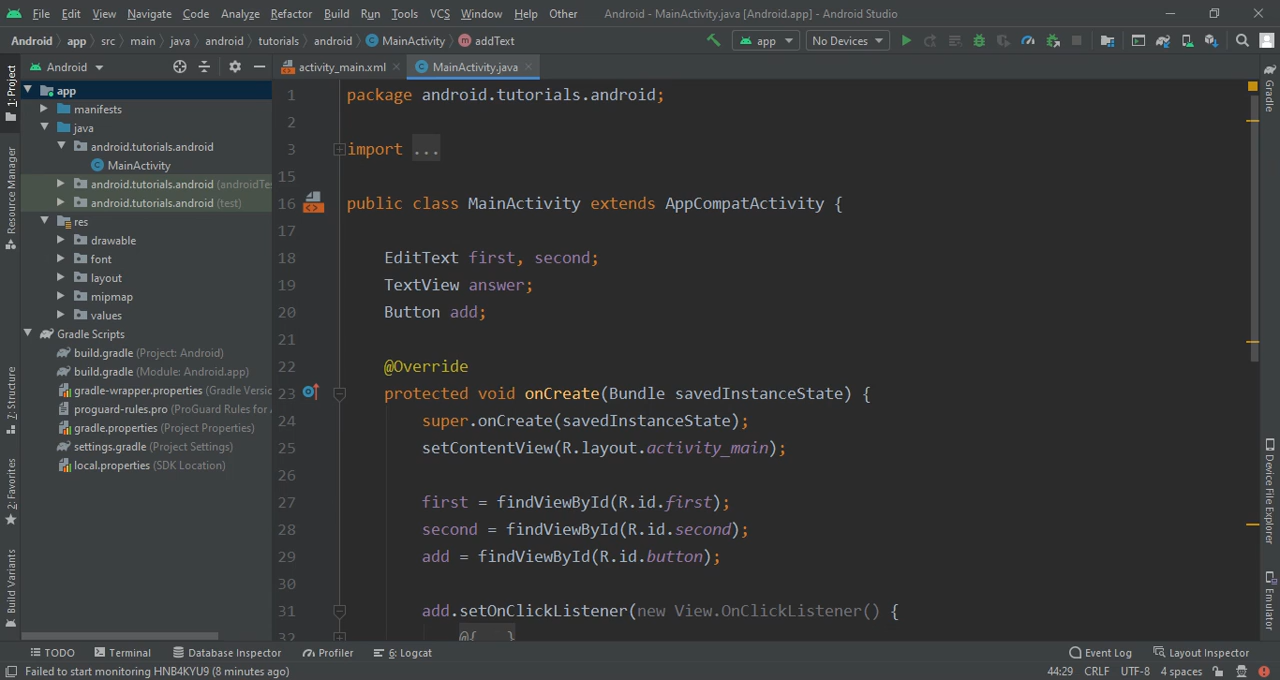 File Edit View Navigate Code Analyze Refactor Build Run Tools VCS Window Help Other Android - MainActivity.java [Android.app] - Android Studio
Android app src main java android tutorials android MainActivity addText app No Devices
1: Project
Resource Manager
7: Structure
2: Favorites
Build Variants
Android
app
manifests
java
android.tutorials.android
MainActivity
android.tutorials.android (androidTe
android.tutorials.android (test)
res
drawable
font
layout
mipmap
values
Gradle Scripts
build.gradle (Project: Android)
build.gradle (Module: Android.app)
gradle-wrapper.properties (Gradle Versio
proguard-rules.pro (ProGuard Rules for
gradle.properties (Project Properties)
settings.gradle (Project Settings)
local.properties (SDK Location)
activity_main.xml MainActivity.java
1 package android.tutorials.android;
2
3 import ...
15
16 public class MainActivity extends AppCompatActivity {
17
18 EditText first, second;
19 TextView answer;
20 Button add;
21
22 @Override
23 protected void onCreate(Bundle savedInstanceState) {
24 super.onCreate(savedInstanceState);
25 setContentView(R.layout.activity_main);
26
27 first = findViewById(R.id.first);
28 second = findViewById(R.id.second);
29 add = findViewById(R.id.button);
30
31 add.setOnClickListener(new View.OnClickListener() {
32 @{...}
Gradle
Device File Explorer
Emulator
TODO Terminal Database Inspector Profiler 6: Logcat Event Log Layout Inspector
Failed to start monitoring HNB4KYU9 (8 minutes ago) 44:29 CRLF UTF-8 4 spaces